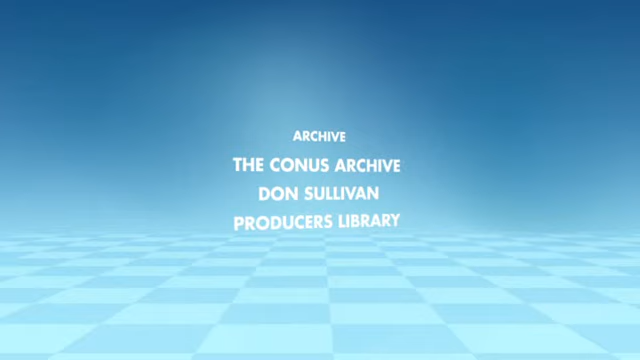 ARCHIVE
THE CONUS ARCHIVE
DON SULLIVAN
PRODUCERS LIBRARY